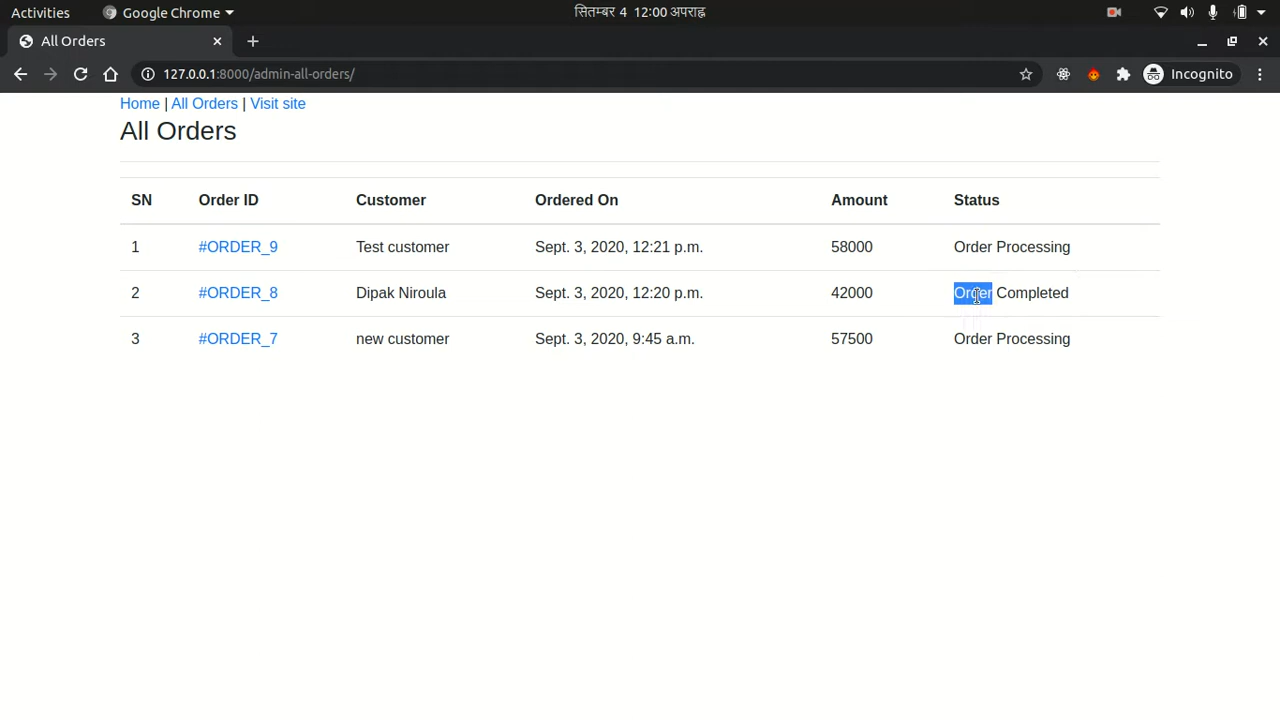 Activities Google Chrome सितम्बर 4 12:00 अपराह्न
All Orders
127.0.0.1:8000/admin-all-orders/ Incognito
Home | All Orders | Visit site
All Orders
SN Order ID Customer Ordered On Amount Status
1 #ORDER_9 Test customer Sept. 3, 2020, 12:21 p.m. 58000 Order Processing
2 #ORDER_8 Dipak Niroula Sept. 3, 2020, 12:20 p.m. 42000 Order Completed
3 #ORDER_7 new customer Sept. 3, 2020, 9:45 a.m. 57500 Order Processing